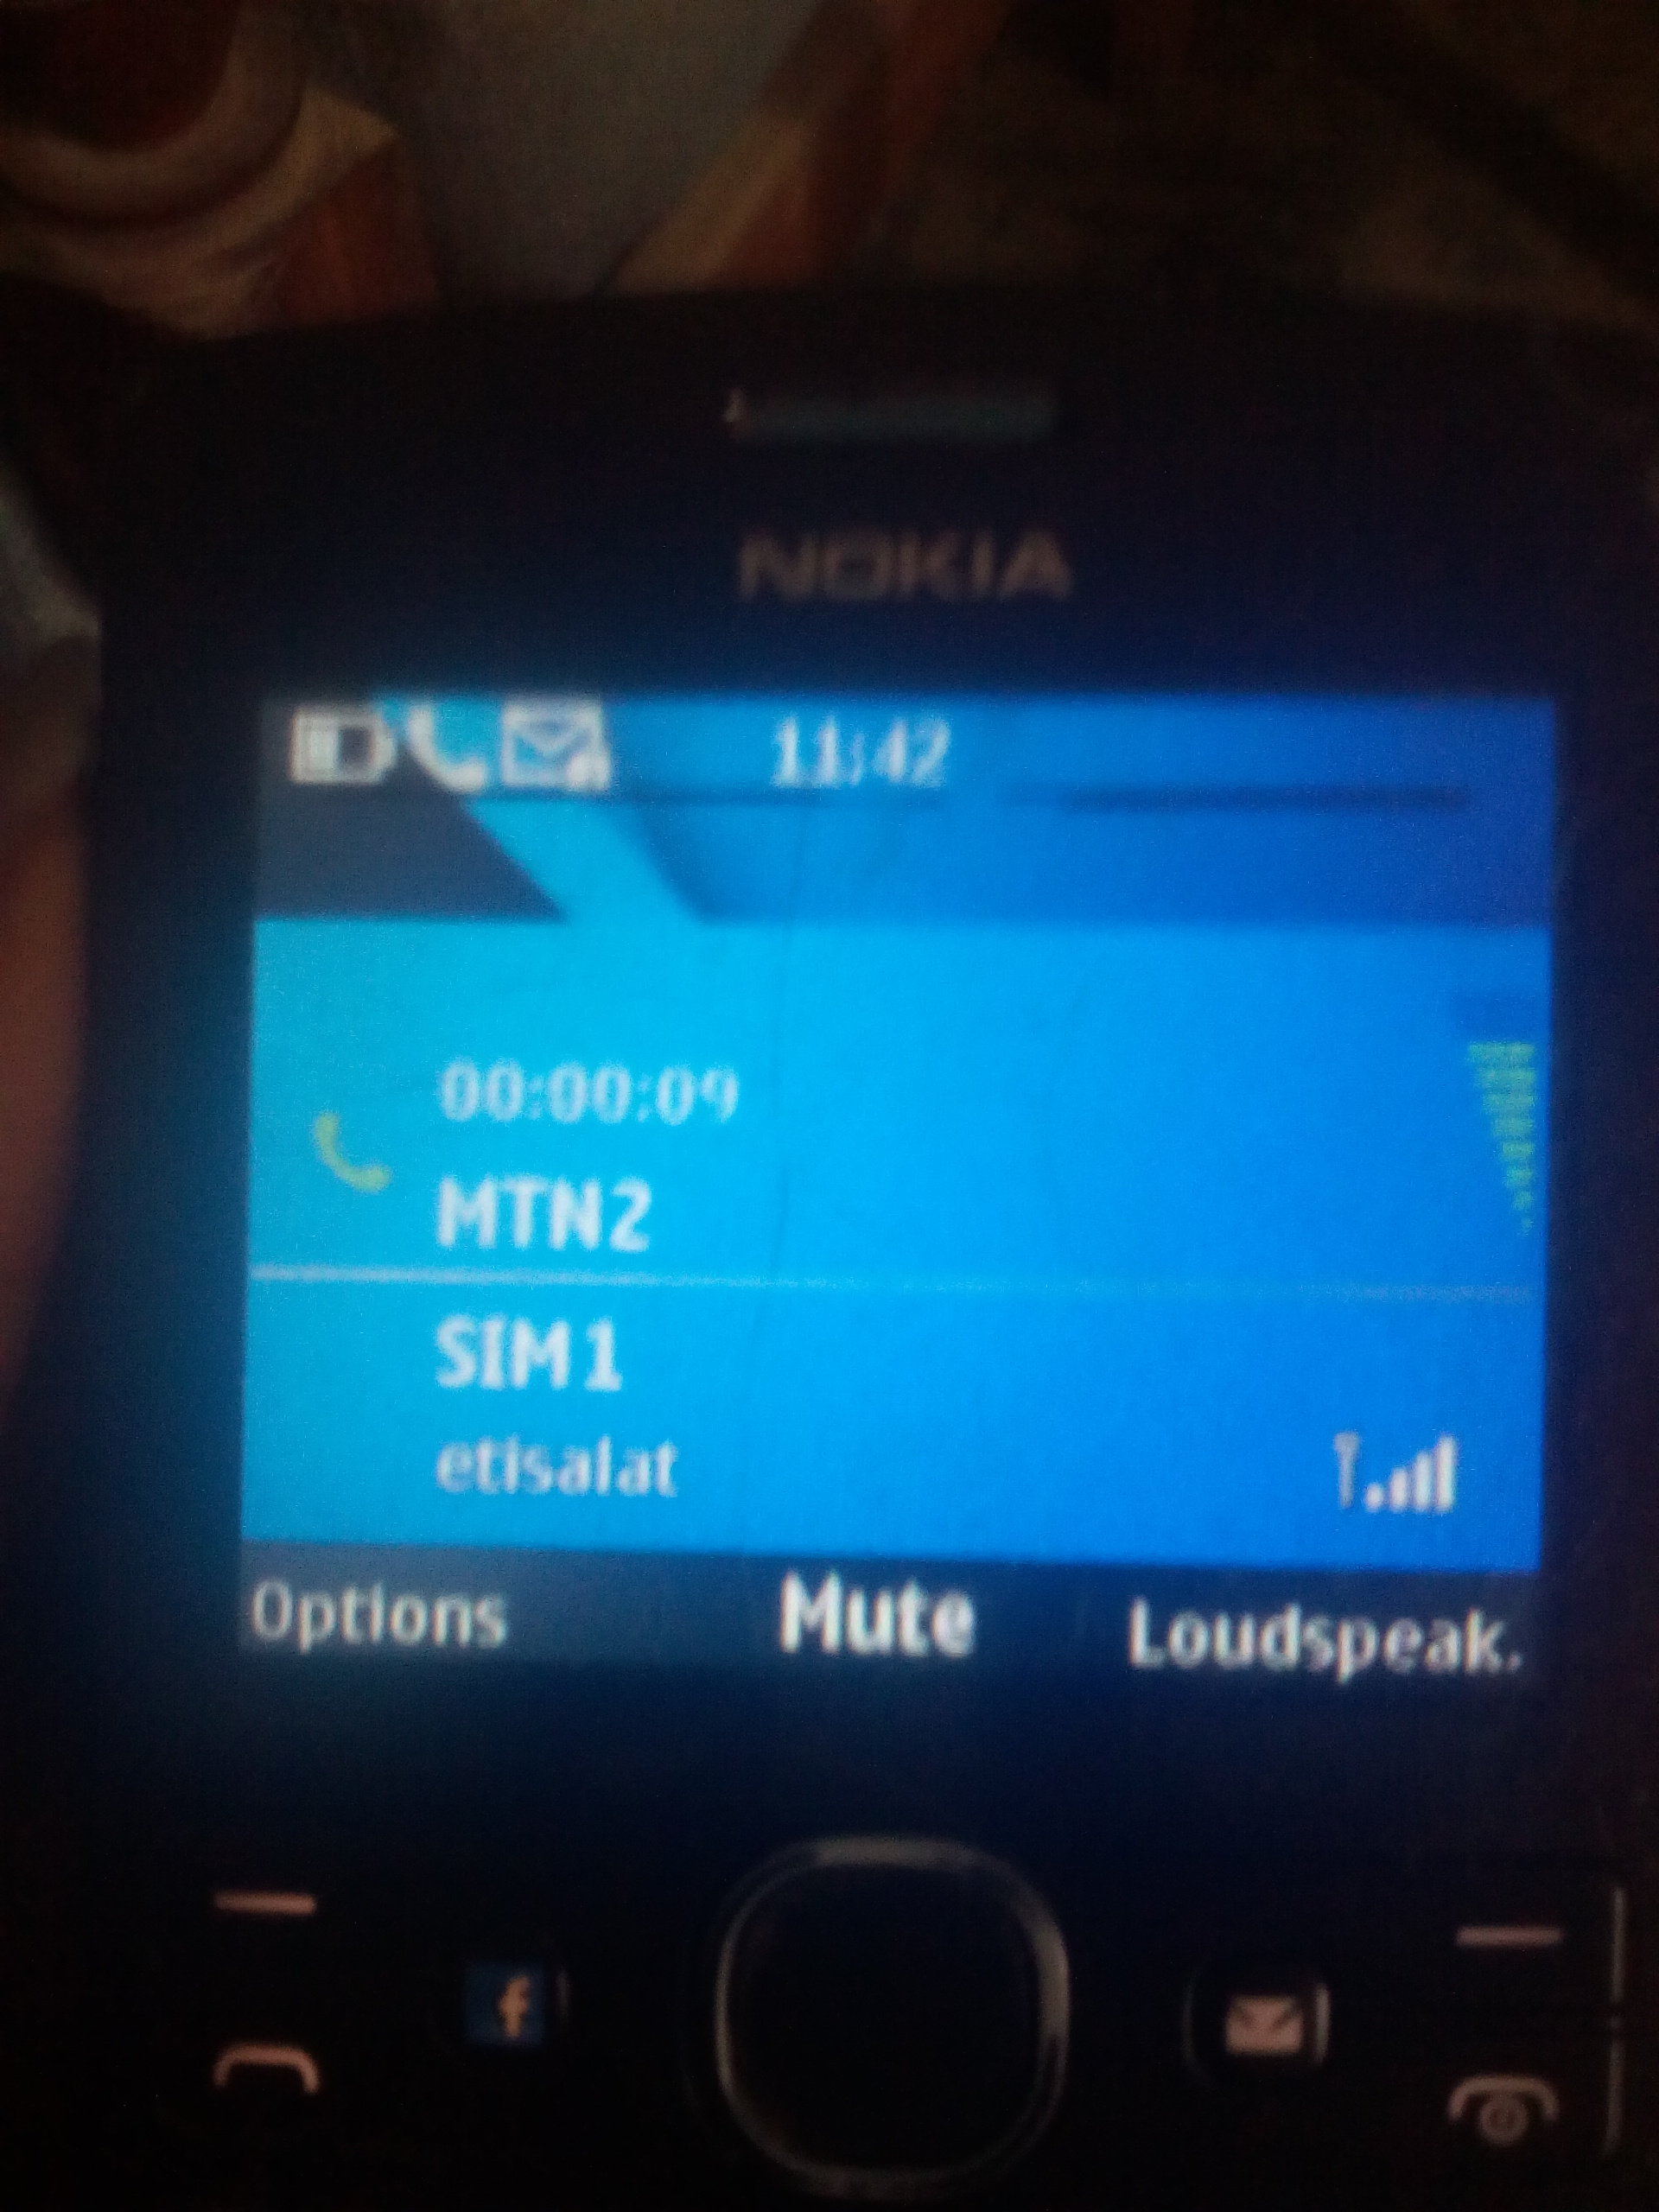 NOKIA
11:42
00:00:09
MTN2
SIM1
etisalat
Options Mute Loudspeak.
f